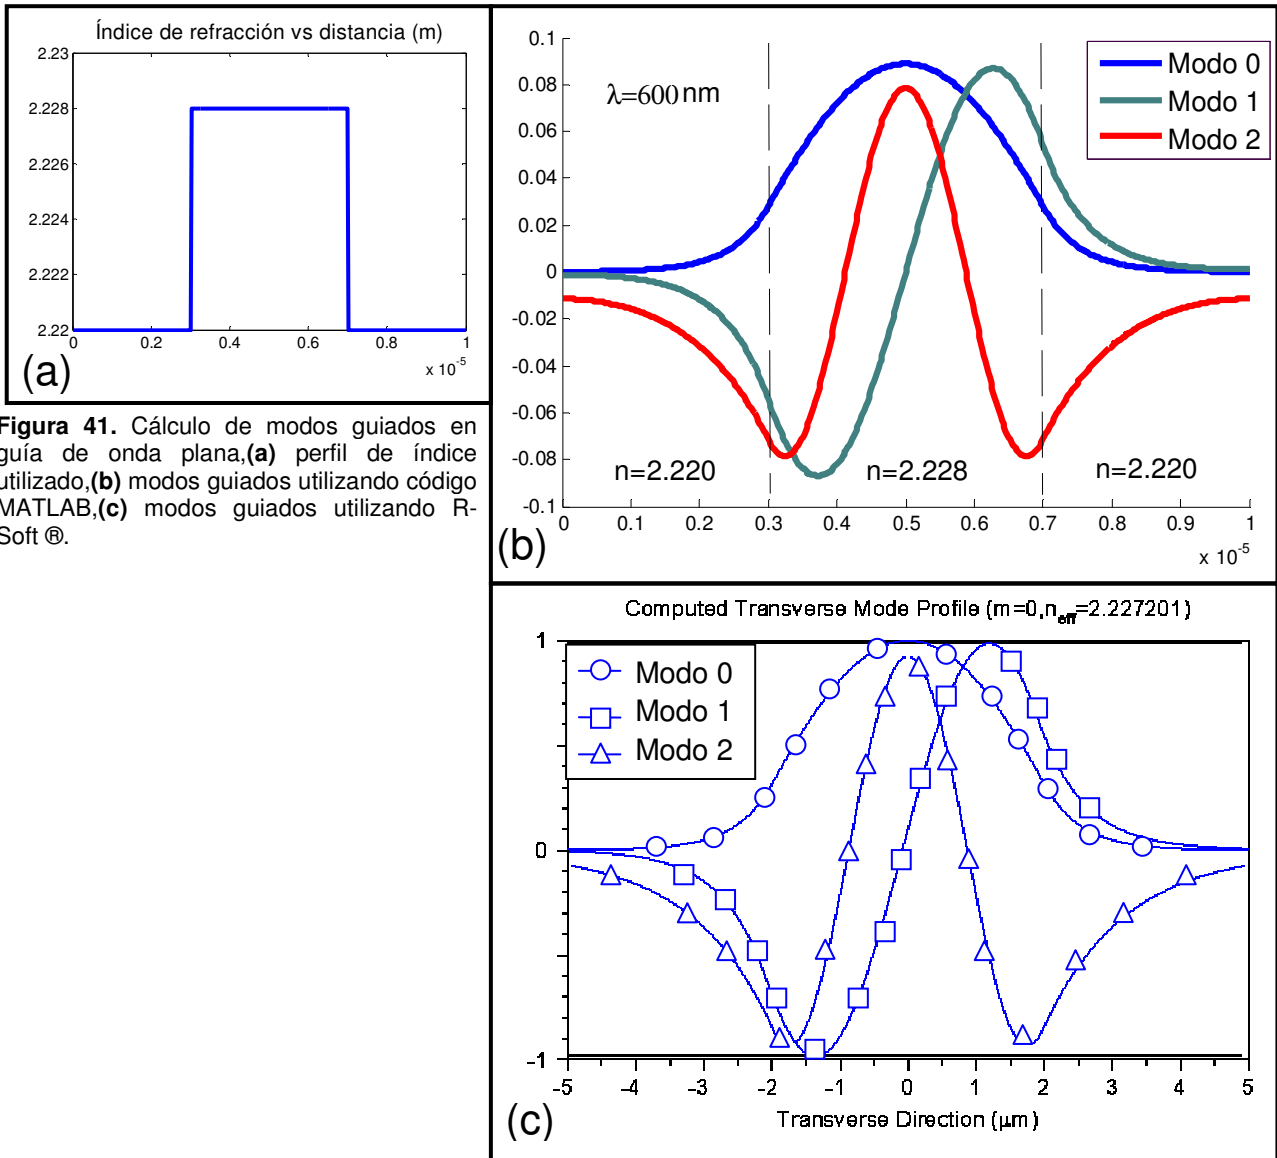 Índice de refracción vs distancia (m)
2.23
2.228
2.226
2.224
2.222
2.22
0 0.2 0.4 0.6 0.8 1
x 10⁻⁵
(a)
Figura 41. Cálculo de modos guiados en
guía de onda plana,(a) perfil de índice
utilizado,(b) modos guiados utilizando código
MATLAB,(c) modos guiados utilizando R-
Soft ®.
0.1
0.08
0.06
0.04
0.02
0
-0.02
-0.04
-0.06
-0.08
-0.1
λ=600 nm
Modo 0
Modo 1
Modo 2
n=2.220 n=2.228 n=2.220
0 0.1 0.2 0.3 0.4 0.5 0.6 0.7 0.8 0.9 1
x 10⁻⁵
(b)
Computed Transverse Mode Profile (m=0,n_eff=2.227201)
1
0
-1
Modo 0
Modo 1
Modo 2
-5 -4 -3 -2 -1 0 1 2 3 4 5
Transverse Direction (µm)
(c)